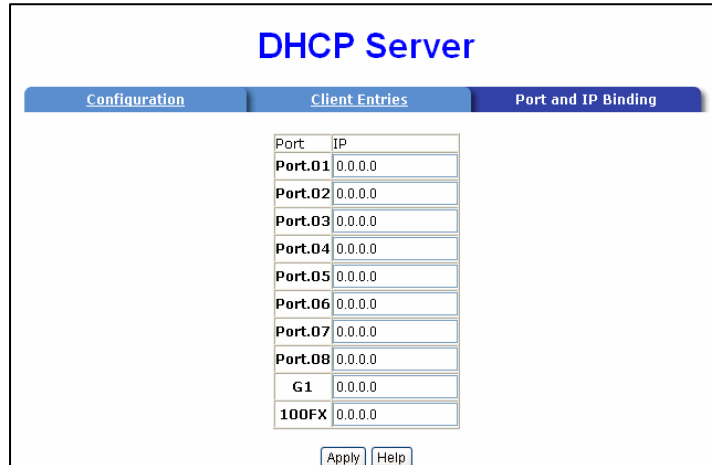 DHCP Server
Configuration Client Entries Port and IP Binding
Port IP
Port.01 0.0.0.0
Port.02 0.0.0.0
Port.03 0.0.0.0
Port.04 0.0.0.0
Port.05 0.0.0.0
Port.06 0.0.0.0
Port.07 0.0.0.0
Port.08 0.0.0.0
G1 0.0.0.0
100FX 0.0.0.0
Apply Help